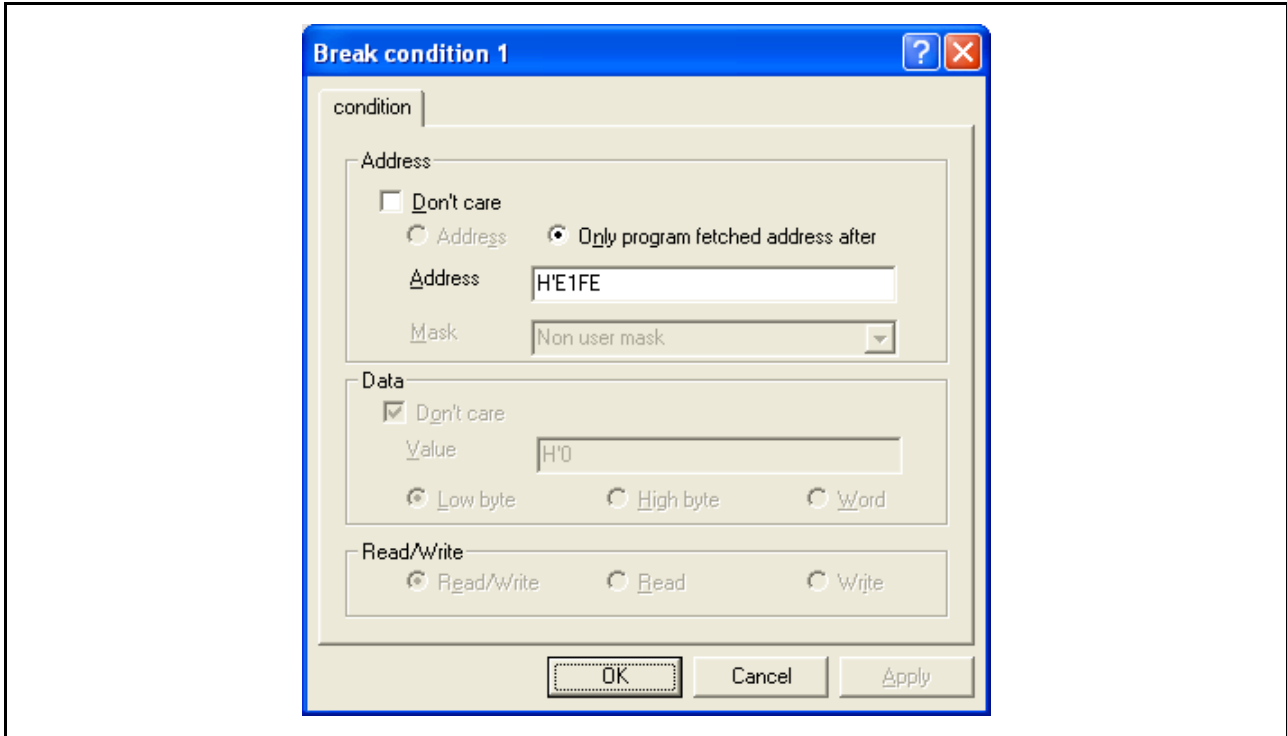 Break condition 1
condition
Address
Don't care
Address Only program fetched address after
Address H'E1FE
Mask Non user mask
Data
Don't care
Value H'0
Low byte High byte Word
Read/Write
Read/Write Read Write
OK Cancel Apply